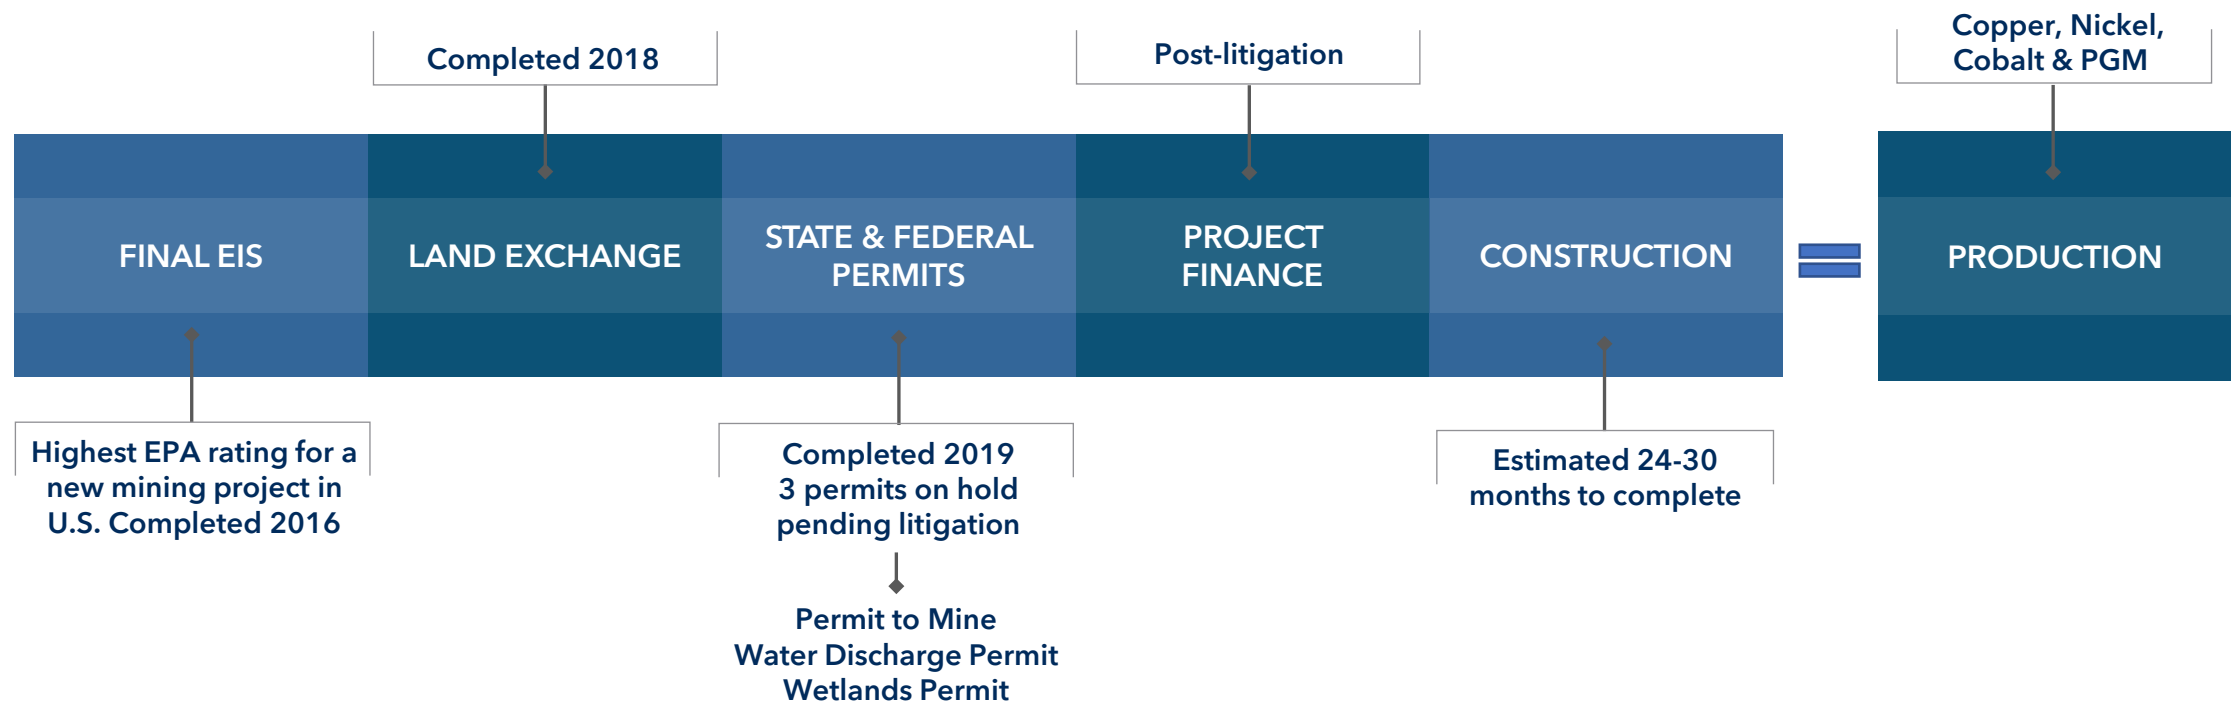 Completed 2018
Post-litigation
Copper, Nickel,
Cobalt & PGM
FINAL EIS
LAND EXCHANGE
STATE & FEDERAL
PERMITS
PROJECT
FINANCE
CONSTRUCTION
PRODUCTION
Highest EPA rating for a
new mining project in
U.S. Completed 2016
Completed 2019
3 permits on hold
pending litigation
Estimated 24-30
months to complete
Permit to Mine
Water Discharge Permit
Wetlands Permit